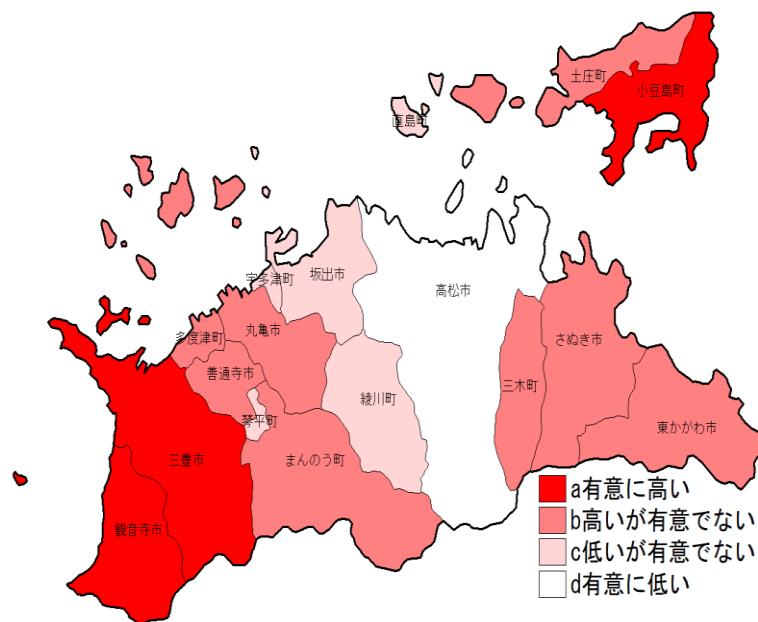 土庄町
小豆島町
直島町
宇多津町
坂出市
高松市
多度津町
丸亀市
さぬき市
善通寺市
三木町
綾川町
琴平町
東かがわ市
三豊市
まんのう町
観音寺市
a有意に高い
b高いが有意でない
c低いが有意でない
d有意に低い